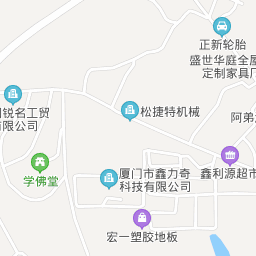 正新轮胎
盛世华庭全屋
定制家具厂
锐名工贸
有限公司
松捷特机械
阿弟
学佛堂
厦门市鑫力奇
科技有限公司
鑫利源超市
宏一塑胶地板